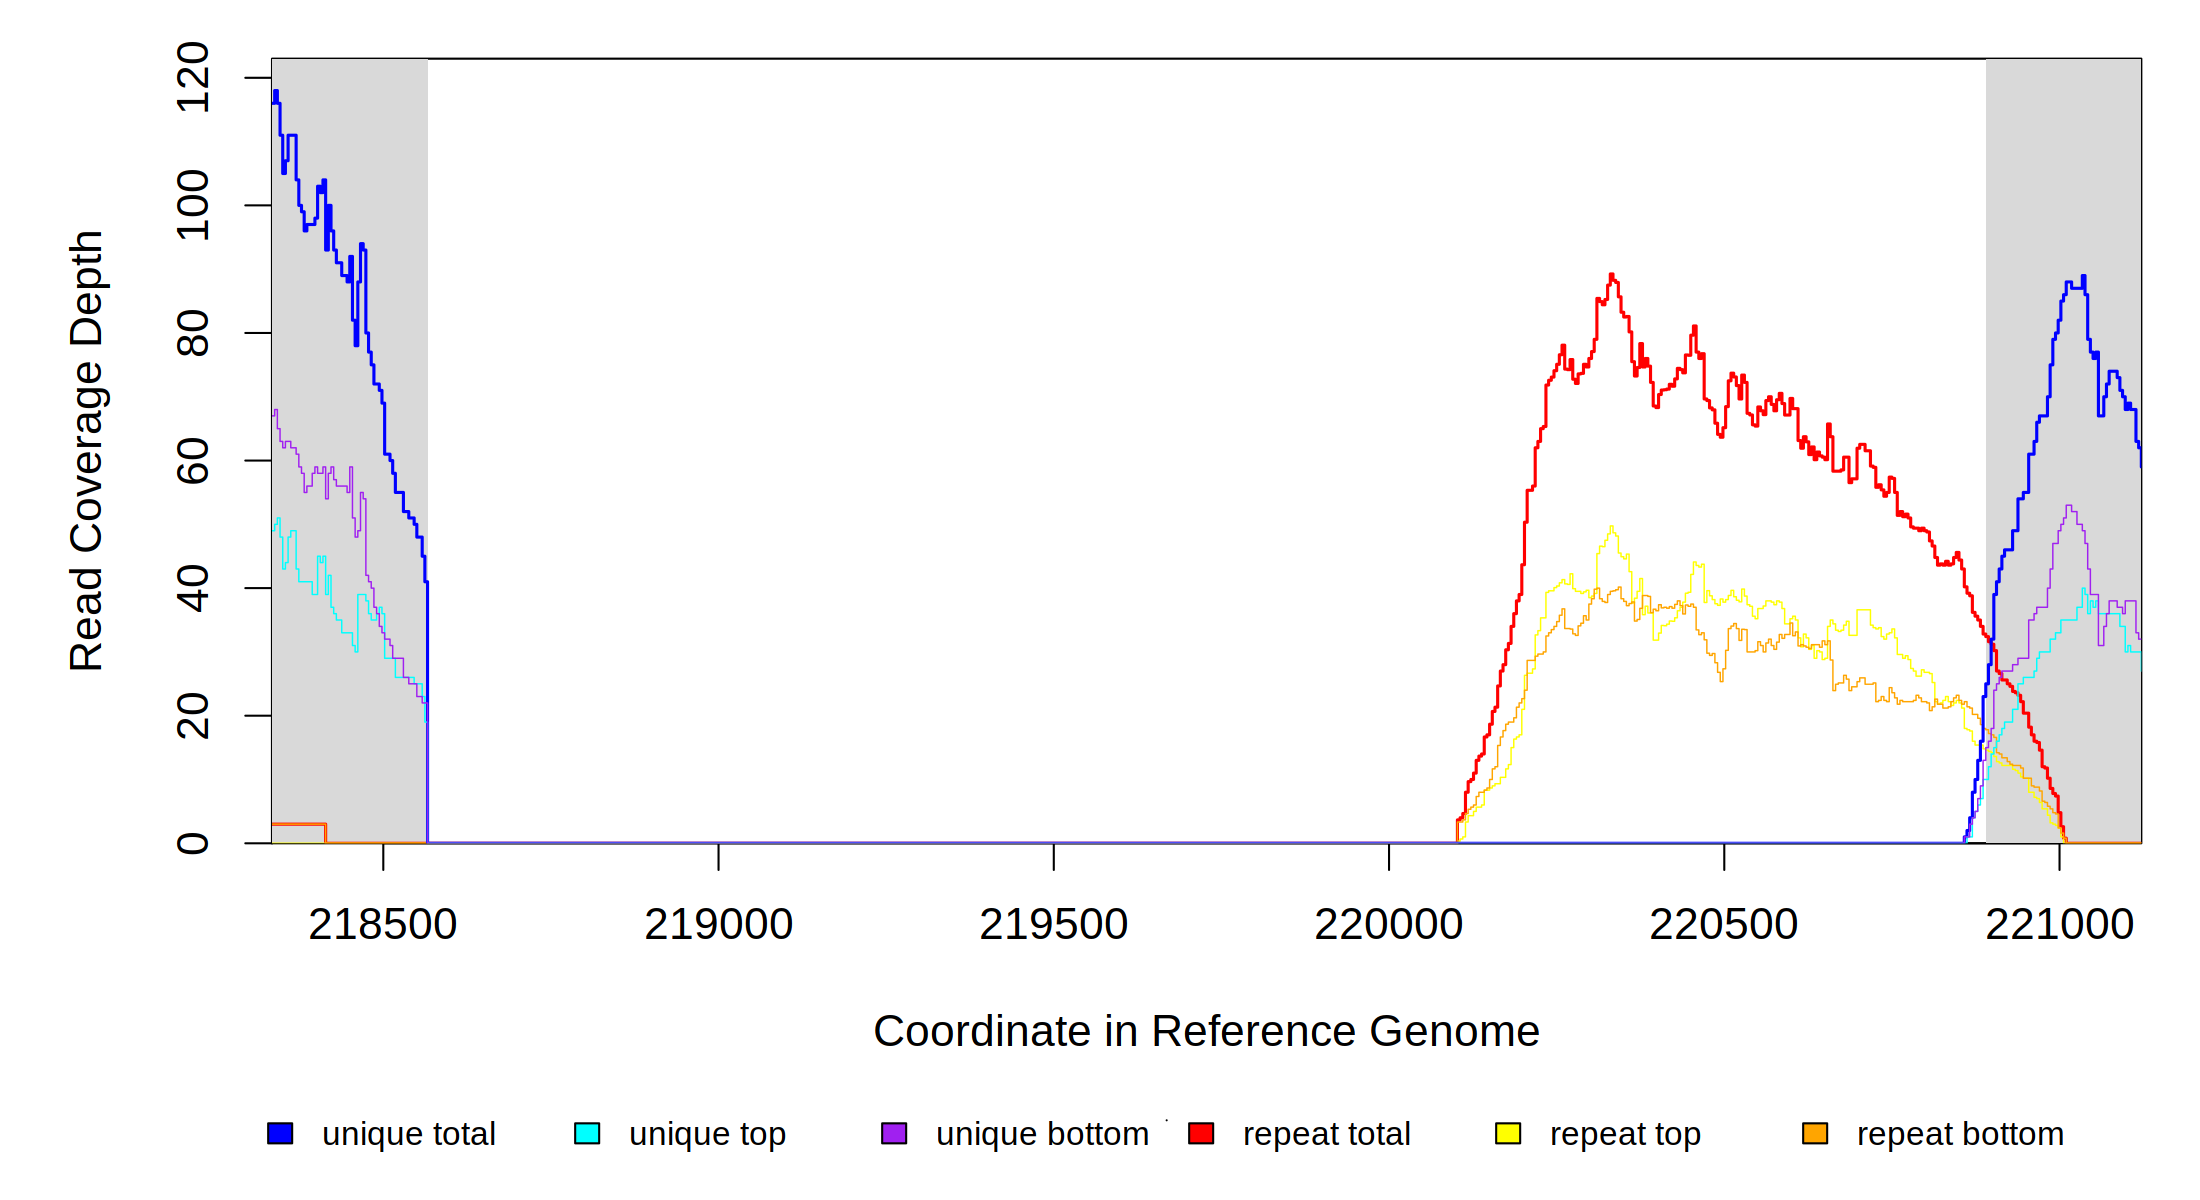 Read Coverage Depth
120
100
80
60
40
20
0
218500 219000 219500 220000 220500 221000
Coordinate in Reference Genome
unique total unique top unique bottom repeat total repeat top repeat bottom